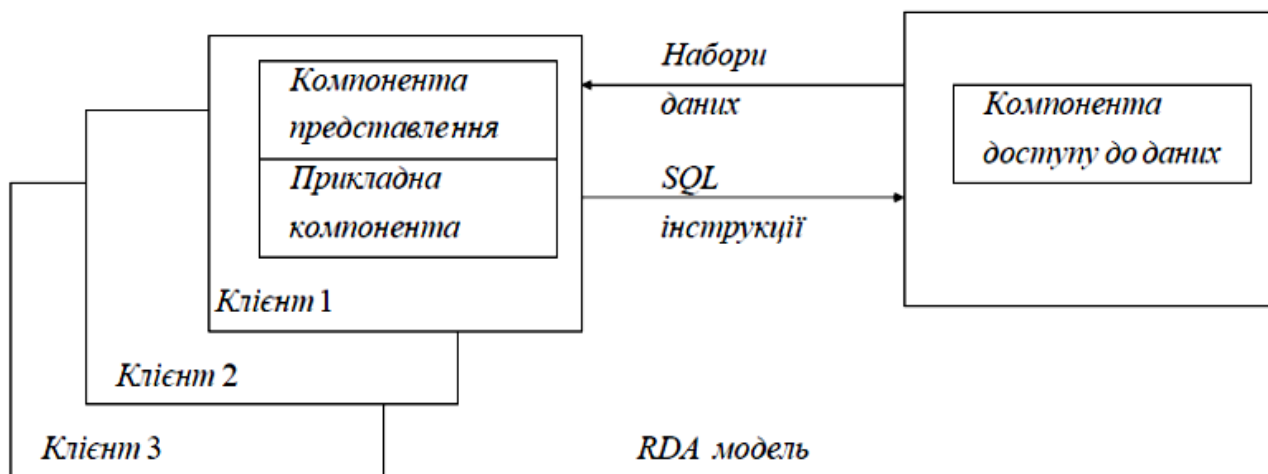 Компонента
представлення
Прикладна
компонента
Клієнт 1
Клієнт 2
Клієнт 3
Набори
даних
SQL
інструкції
Компонента
доступу до даних
RDA модель